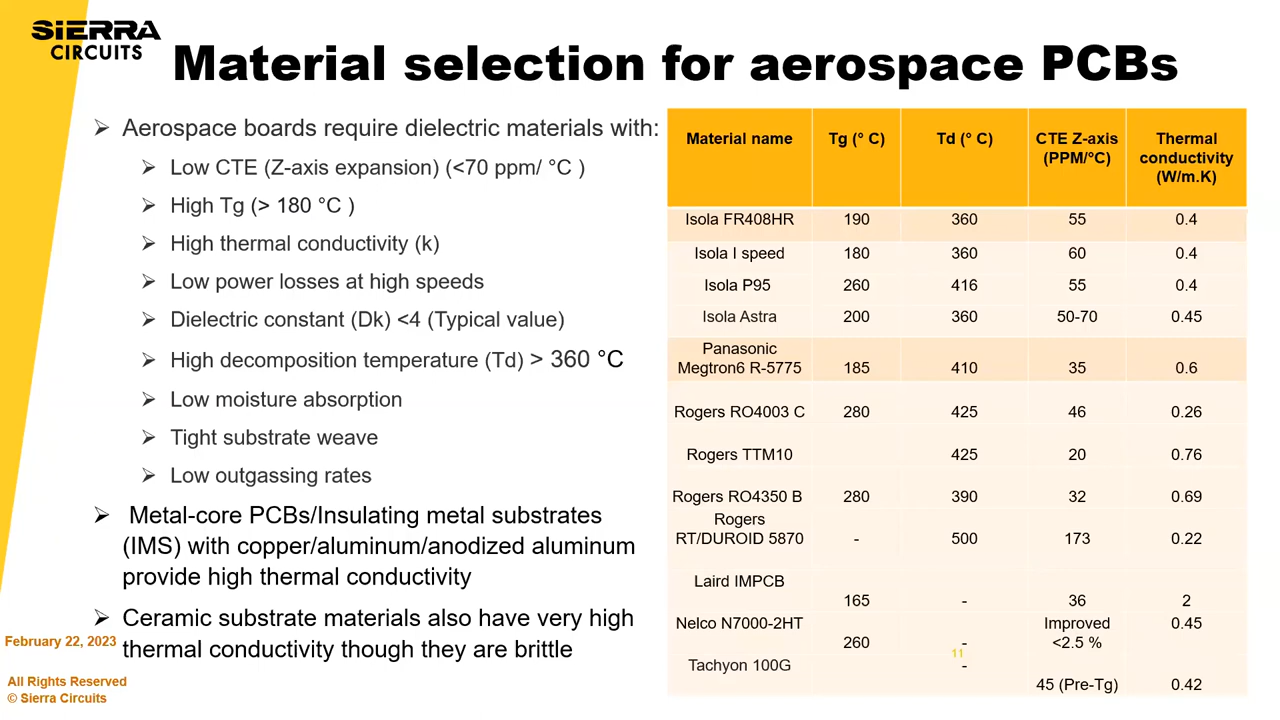 SIERRA
CIRCUITS
Material selection for aerospace PCBs
➢ Aerospace boards require dielectric materials with:
➢ Low CTE (Z-axis expansion) (<70 ppm/ °C )
➢ High Tg (> 180 °C )
➢ High thermal conductivity (k)
➢ Low power losses at high speeds
➢ Dielectric constant (Dk) <4 (Typical value)
➢ High decomposition temperature (Td) > 360 °C
➢ Low moisture absorption
➢ Tight substrate weave
➢ Low outgassing rates
➢ Metal-core PCBs/Insulating metal substrates
(IMS) with copper/aluminum/anodized aluminum
provide high thermal conductivity
➢ Ceramic substrate materials also have very high
thermal conductivity though they are brittle
Material name Tg (° C) Td (° C) CTE Z-axis Thermal
(PPM/°C) conductivity
(W/m.K)
Isola FR408HR 190 360 55 0.4
Isola I speed 180 360 60 0.4
Isola P95 260 416 55 0.4
Isola Astra 200 360 50-70 0.45
Panasonic
Megtron6 R-5775 185 410 35 0.6
Rogers RO4003 C 280 425 46 0.26
Rogers TTM10 425 20 0.76
Rogers RO4350 B 280 390 32 0.69
Rogers
RT/DUROID 5870 - 500 173 0.22
Laird IMPCB
165 - 36 2
Nelco N7000-2HT Improved 0.45
260 - <2.5 %
11
Tachyon 100G -
45 (Pre-Tg) 0.42
February 22, 2023
All Rights Reserved
© Sierra Circuits